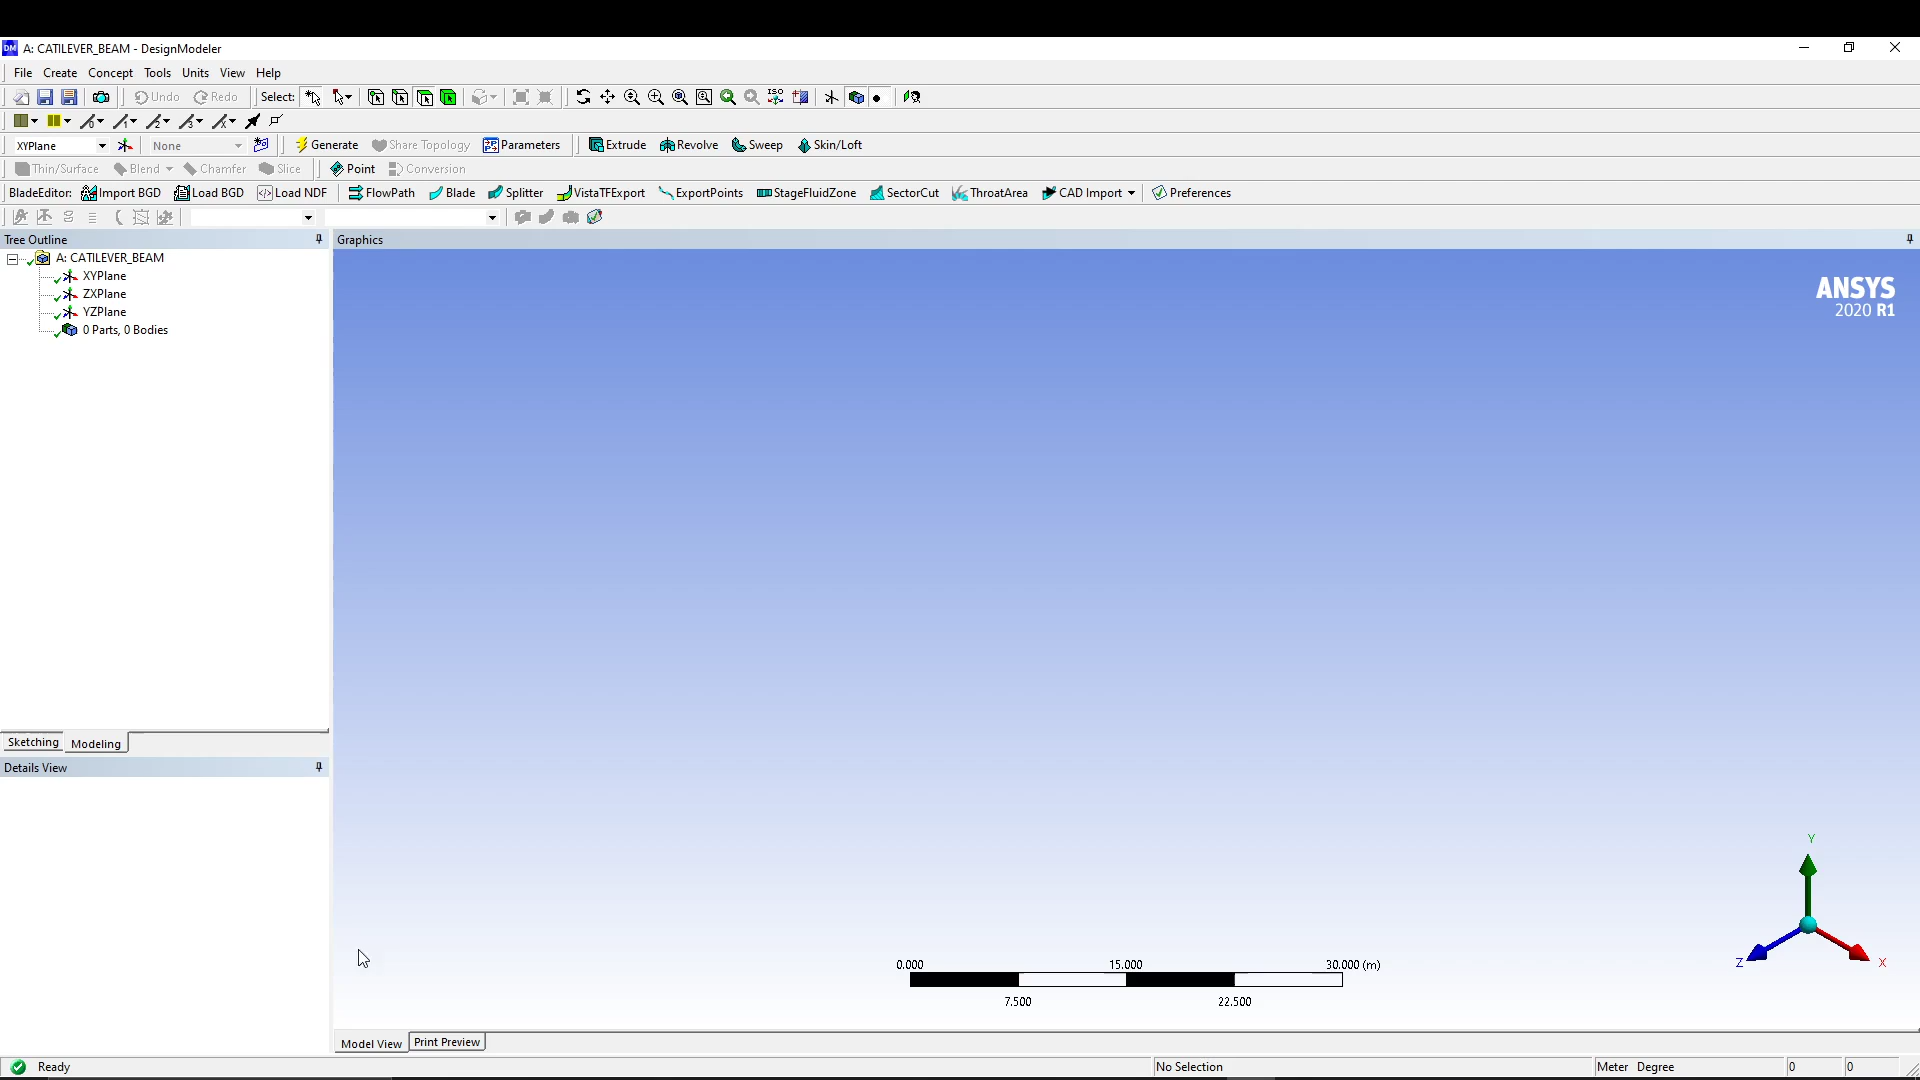 A: CATILEVER_BEAM - DesignModeler
File Create Concept Tools Units View Help
Undo Redo Select: ISO
XYPlane None Generate Share Topology Parameters Extrude Revolve Sweep Skin/Loft
Thin/Surface Blend Chamfer Slice Point Conversion
BladeEditor: Import BGD Load BGD Load NDF FlowPath Blade Splitter VistaTFExport ExportPoints StageFluidZone SectorCut ThroatArea CAD Import Preferences
Tree Outline
Graphics
A: CATILEVER_BEAM
XYPlane
ZXPlane
YZPlane
0 Parts, 0 Bodies
ANSYS
2020 R1
Sketching Modeling
Details View
Y
Z
X
0.000 15.000 30.000 (m)
7.500 22.500
Model View Print Preview
Ready No Selection Meter Degree 0 0